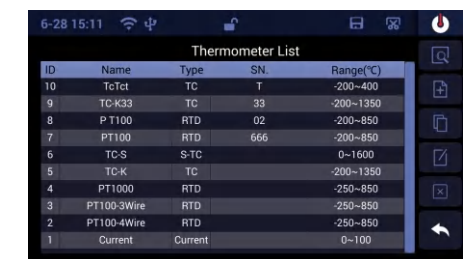 6-28 15:11
Thermometer List
ID Name Type SN. Range(℃)
10 TcTct TC T -200~400
9 TC-K33 TC 33 -200~1350
8 P T100 RTD 02 -200~850
7 PT100 RTD 666 -200~850
6 TC-S S-TC 0~1600
5 TC-K TC -200~1350
4 PT1000 RTD -250~850
3 PT100-3Wire RTD -250~850
2 PT100-4Wire RTD -250~850
1 Current Current 0~100